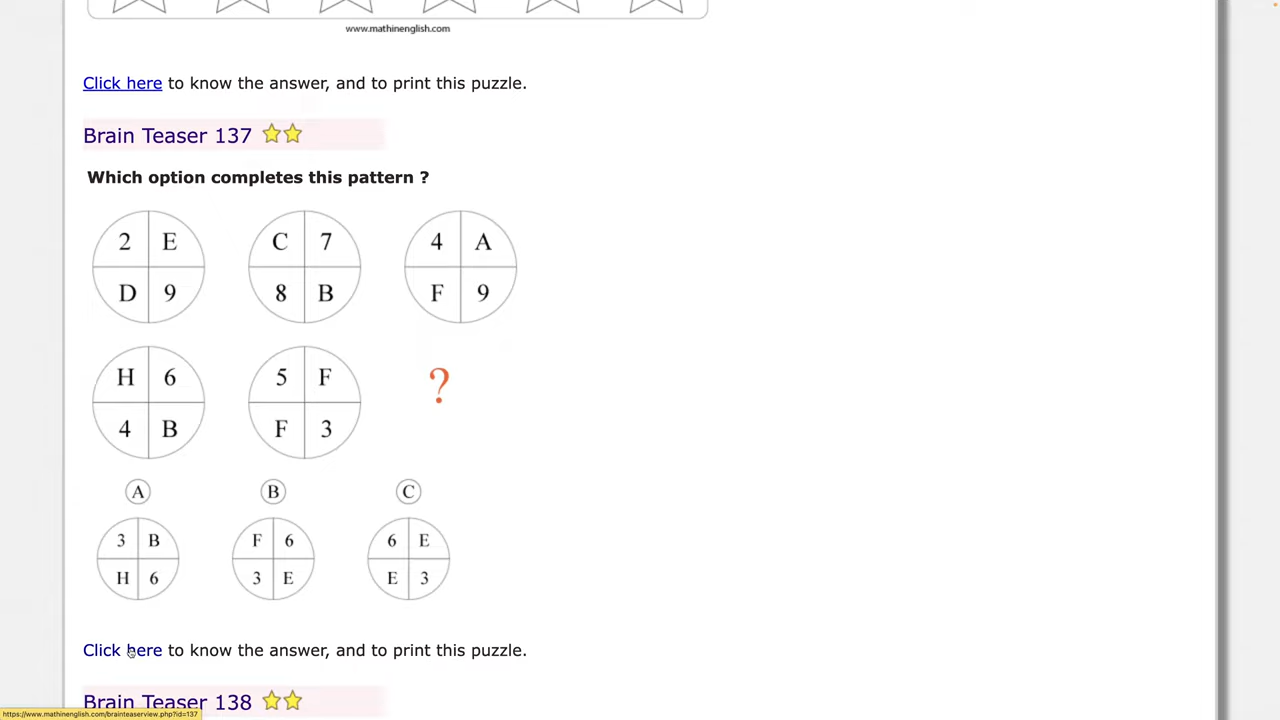 www.mathinenglish.com
Click here to know the answer, and to print this puzzle.
Brain Teaser 137
Which option completes this pattern ?
2 E C 7 4 A
D 9 8 B F 9
H 6 5 F ?
4 B F 3
A B C
3 B F 6 6 E
H 6 3 E E 3
Click here to know the answer, and to print this puzzle.
Brain Teaser 138
https://www.mathinenglish.com/brainteaserview.php?id=137